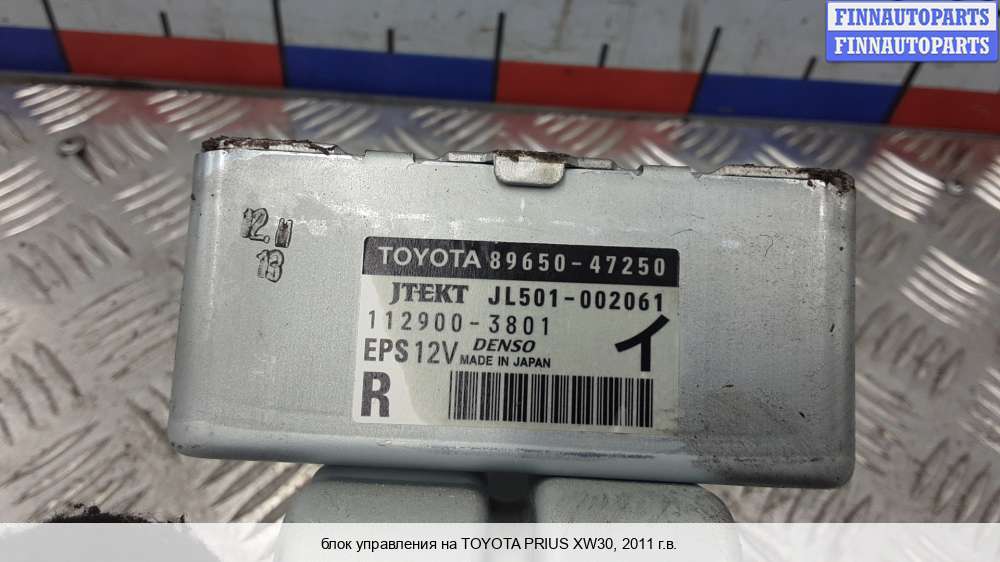 FINNAUTOPARTS
FINNAUTOPARTS
12.11
13
TOYOTA 89650-47250
JTEKT JL501-002061
112900-3801
イ
EPS 12V DENSO MADE IN JAPAN
R
блок управления на TOYOTA PRIUS XW30, 2011 г.в.